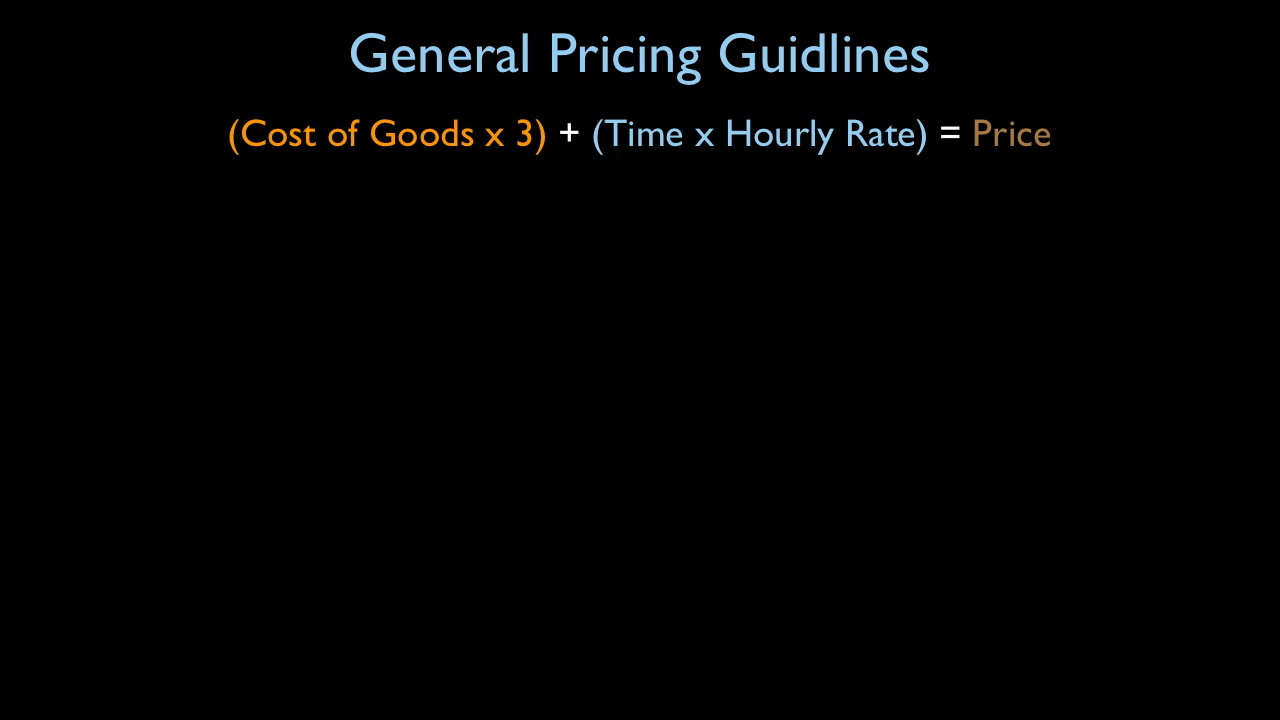 General Pricing Guidlines
(Cost of Goods x 3) + (Time x Hourly Rate) = Price